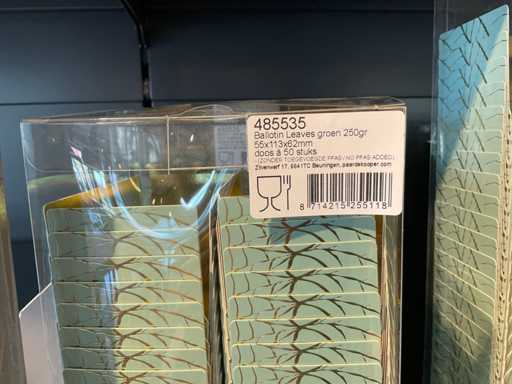 485535
Ballotin Leaves groen 250gr
55x113x62mm
doos à 50 stuks
(ZONDER TOEGEVOEGDE PFAS / NO PFAS ADDED)
Zilverwerf 17, 6641TC Beuningen, paardekooper.com
8 714215 255118